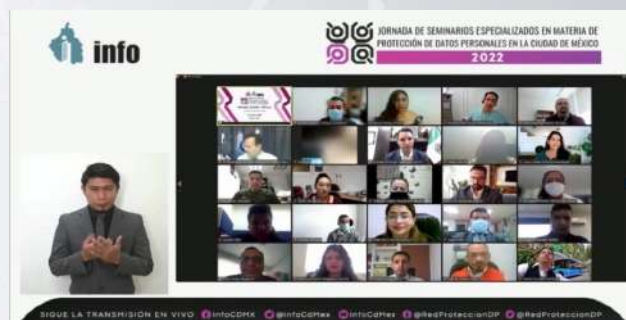 info
JORNADA DE SEMINARIOS ESPECIALIZADOS EN MATERIA DE
PROTECCIÓN DE DATOS PERSONALES EN LA CIUDAD DE MÉXICO
2022
SIGUE LA TRANSMISIÓN EN VIVO InfoCDMX @InfoCdMex InfoCdMex @RedProteccionDP @RedProteccionDP